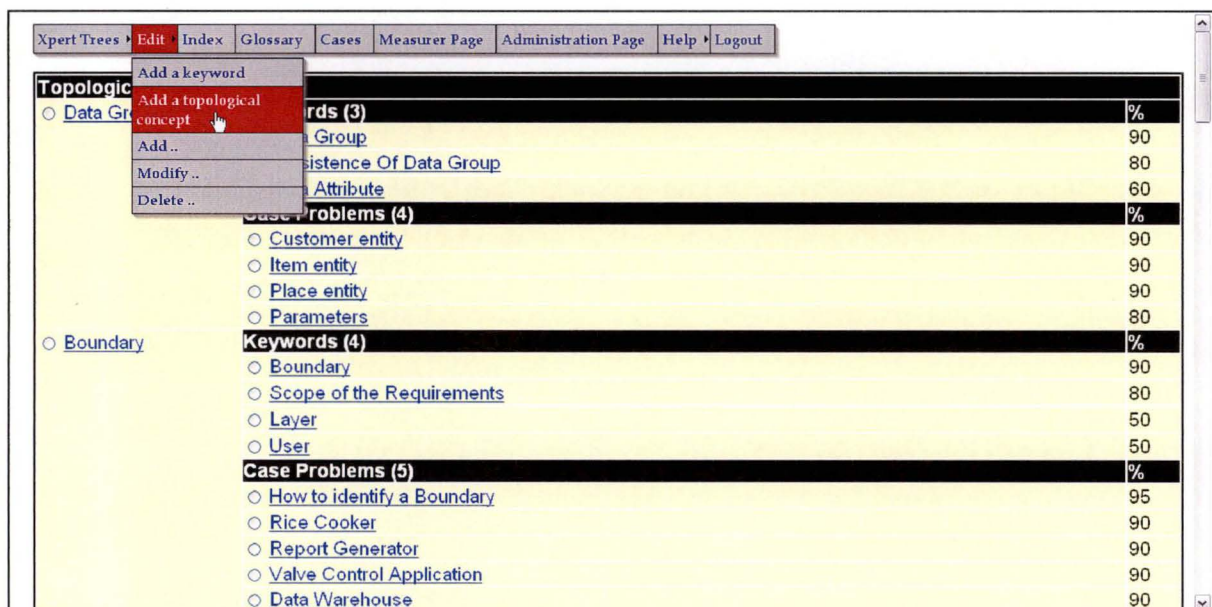 Xpert Trees Edit Index Glossary Cases Measurer Page Administration Page Help Logout
Add a keyword
Add a topological
concept
Add ..
Modify ..
Delete ..
Topologic
Data Gr
rds (3) %
Group 90
sistence Of Data Group 80
Attribute 60
Case Problems (4) %
Customer entity 90
Item entity 90
Place entity 90
Parameters 80
Boundary Keywords (4) %
Boundary 90
Scope of the Requirements 80
Layer 50
User 50
Case Problems (5) %
How to identify a Boundary 95
Rice Cooker 90
Report Generator 90
Valve Control Application 90
Data Warehouse 90